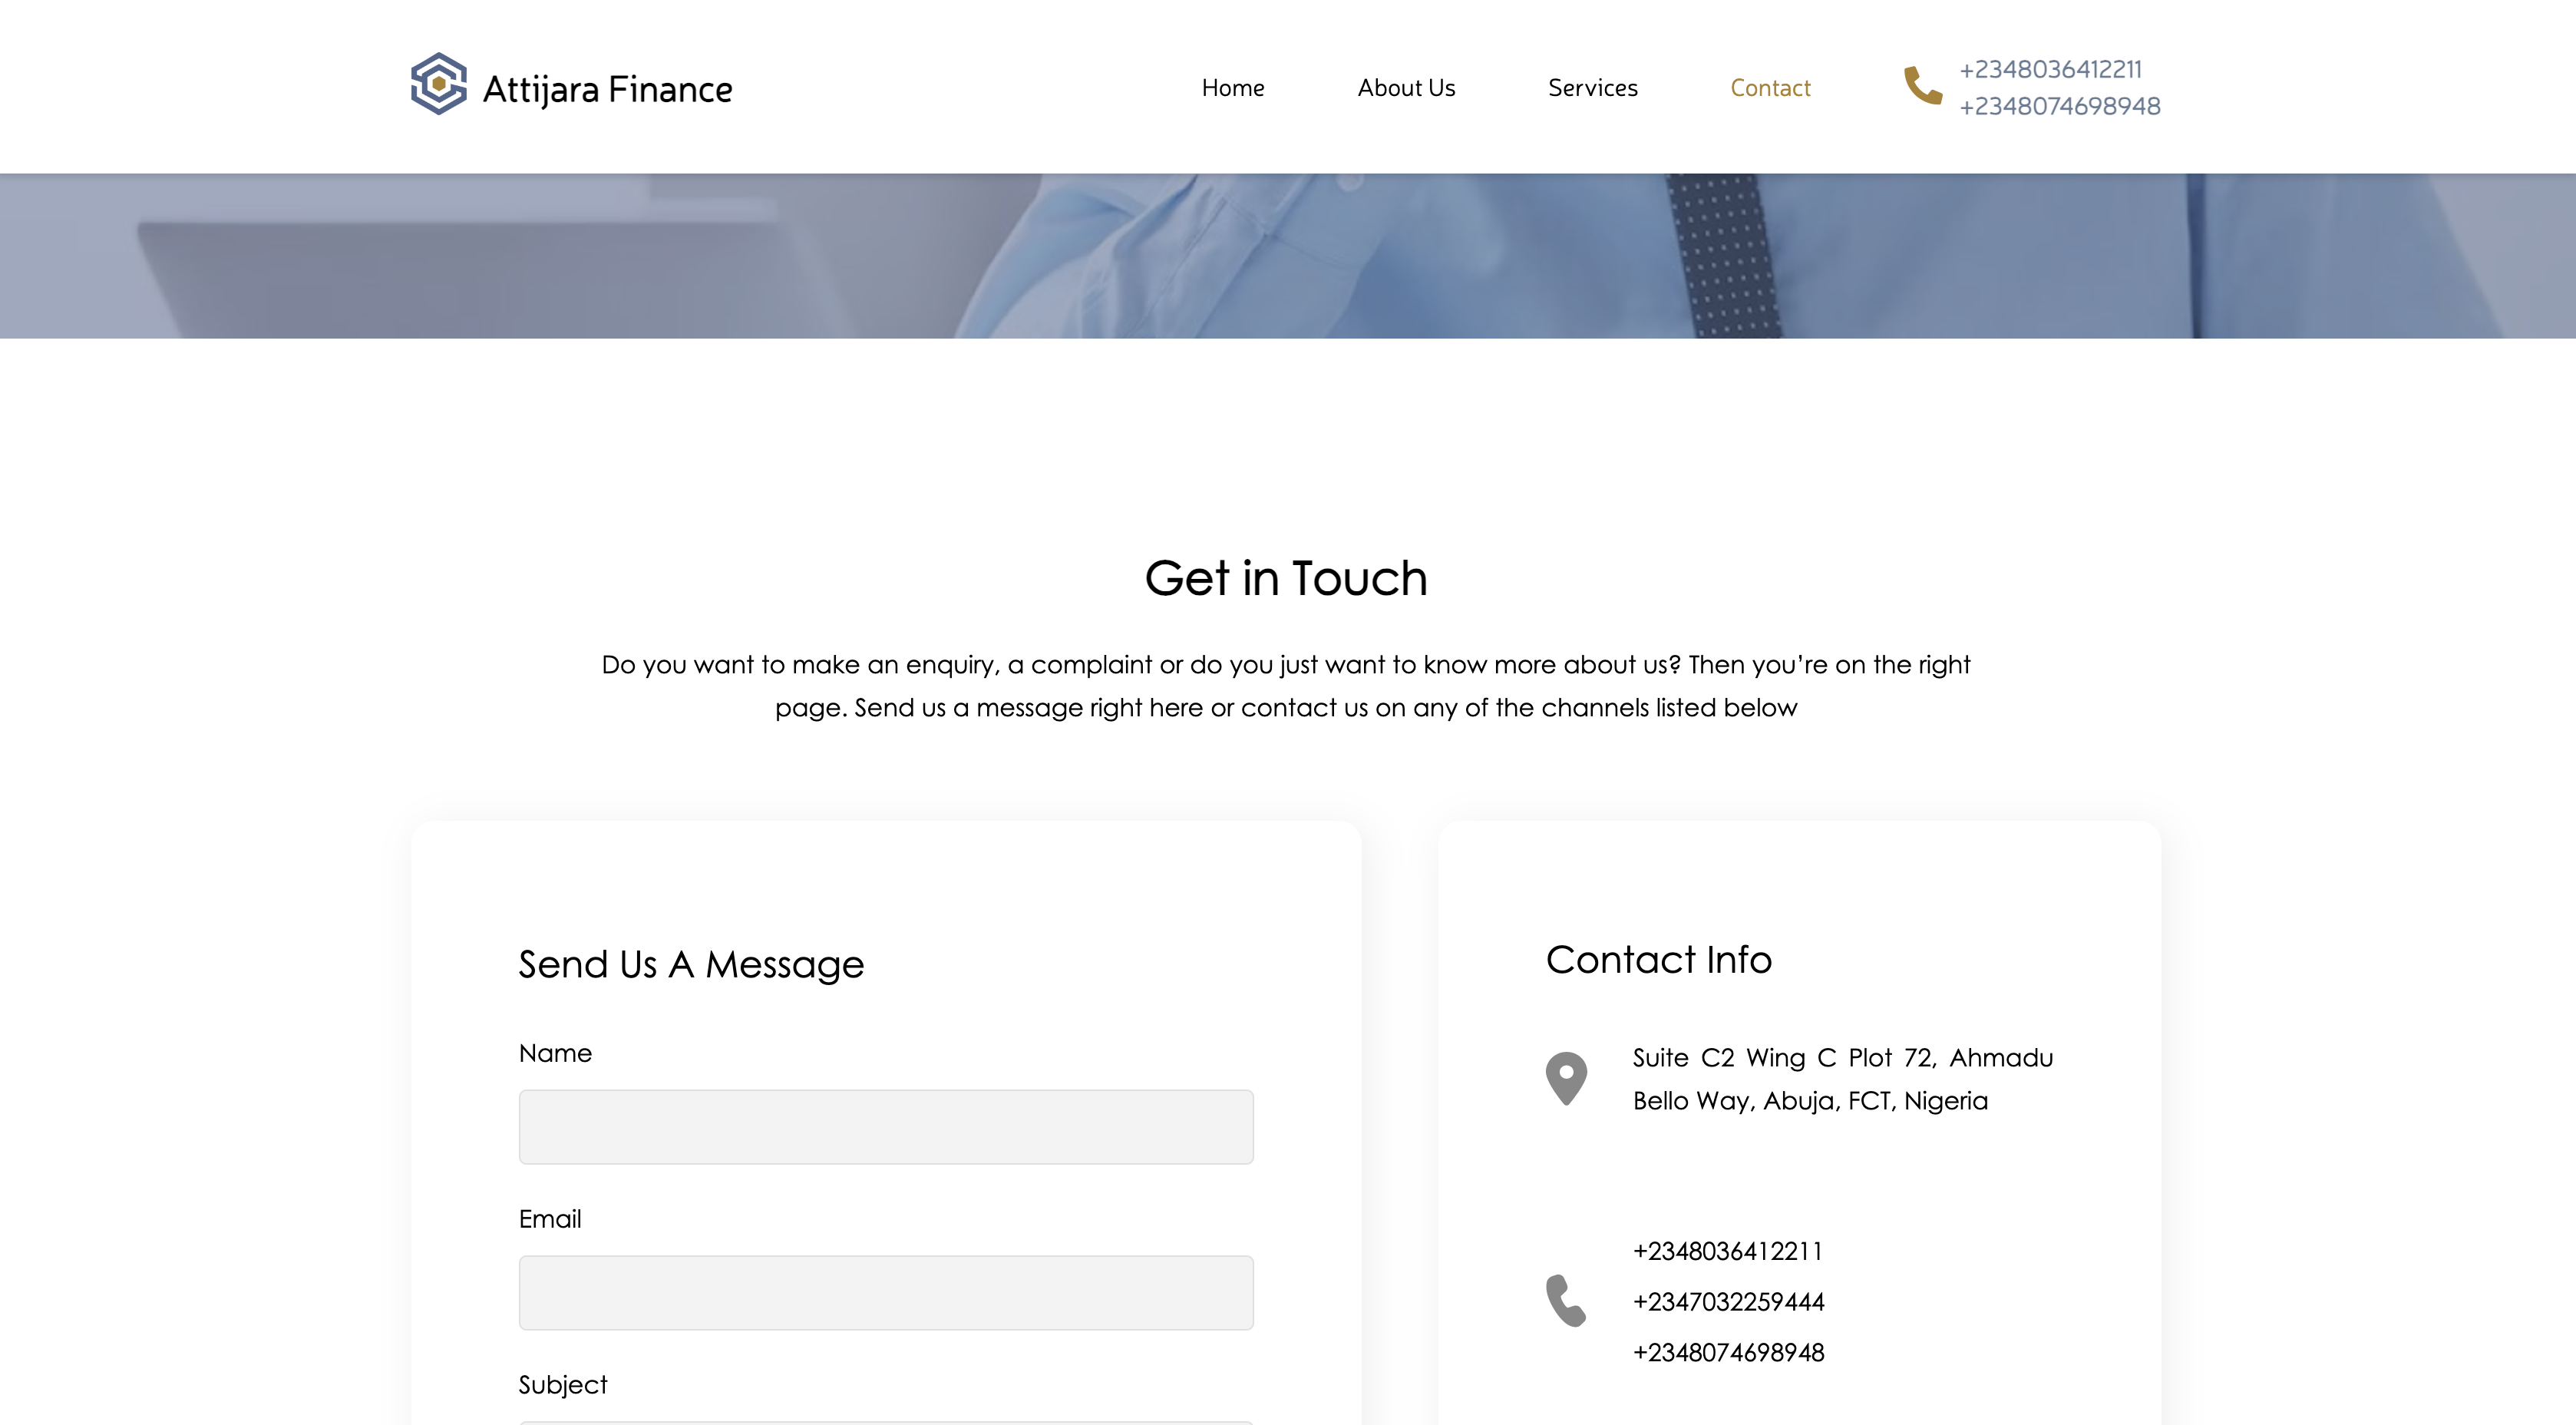 Attijara Finance
Home
About Us
Services
Contact
+2348036412211
+2348074698948
Get in Touch
Do you want to make an enquiry, a complaint or do you just want to know more about us? Then you’re on the right
page. Send us a message right here or contact us on any of the channels listed below
Send Us A Message
Name
Email
Subject
Contact Info
Suite C2 Wing C Plot 72, Ahmadu
Bello Way, Abuja, FCT, Nigeria
+2348036412211
+2347032259444
+2348074698948